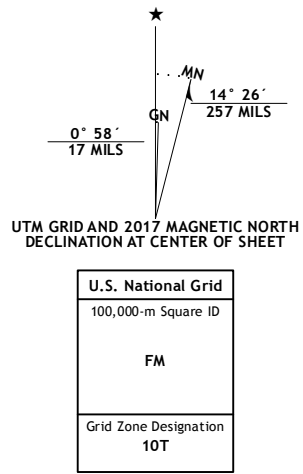 ★
MN
GN
0° 58´
17 MILS
14° 26´
257 MILS
UTM GRID AND 2017 MAGNETIC NORTH
DECLINATION AT CENTER OF SHEET
U.S. National Grid
100,000-m Square ID
FM
Grid Zone Designation
10T